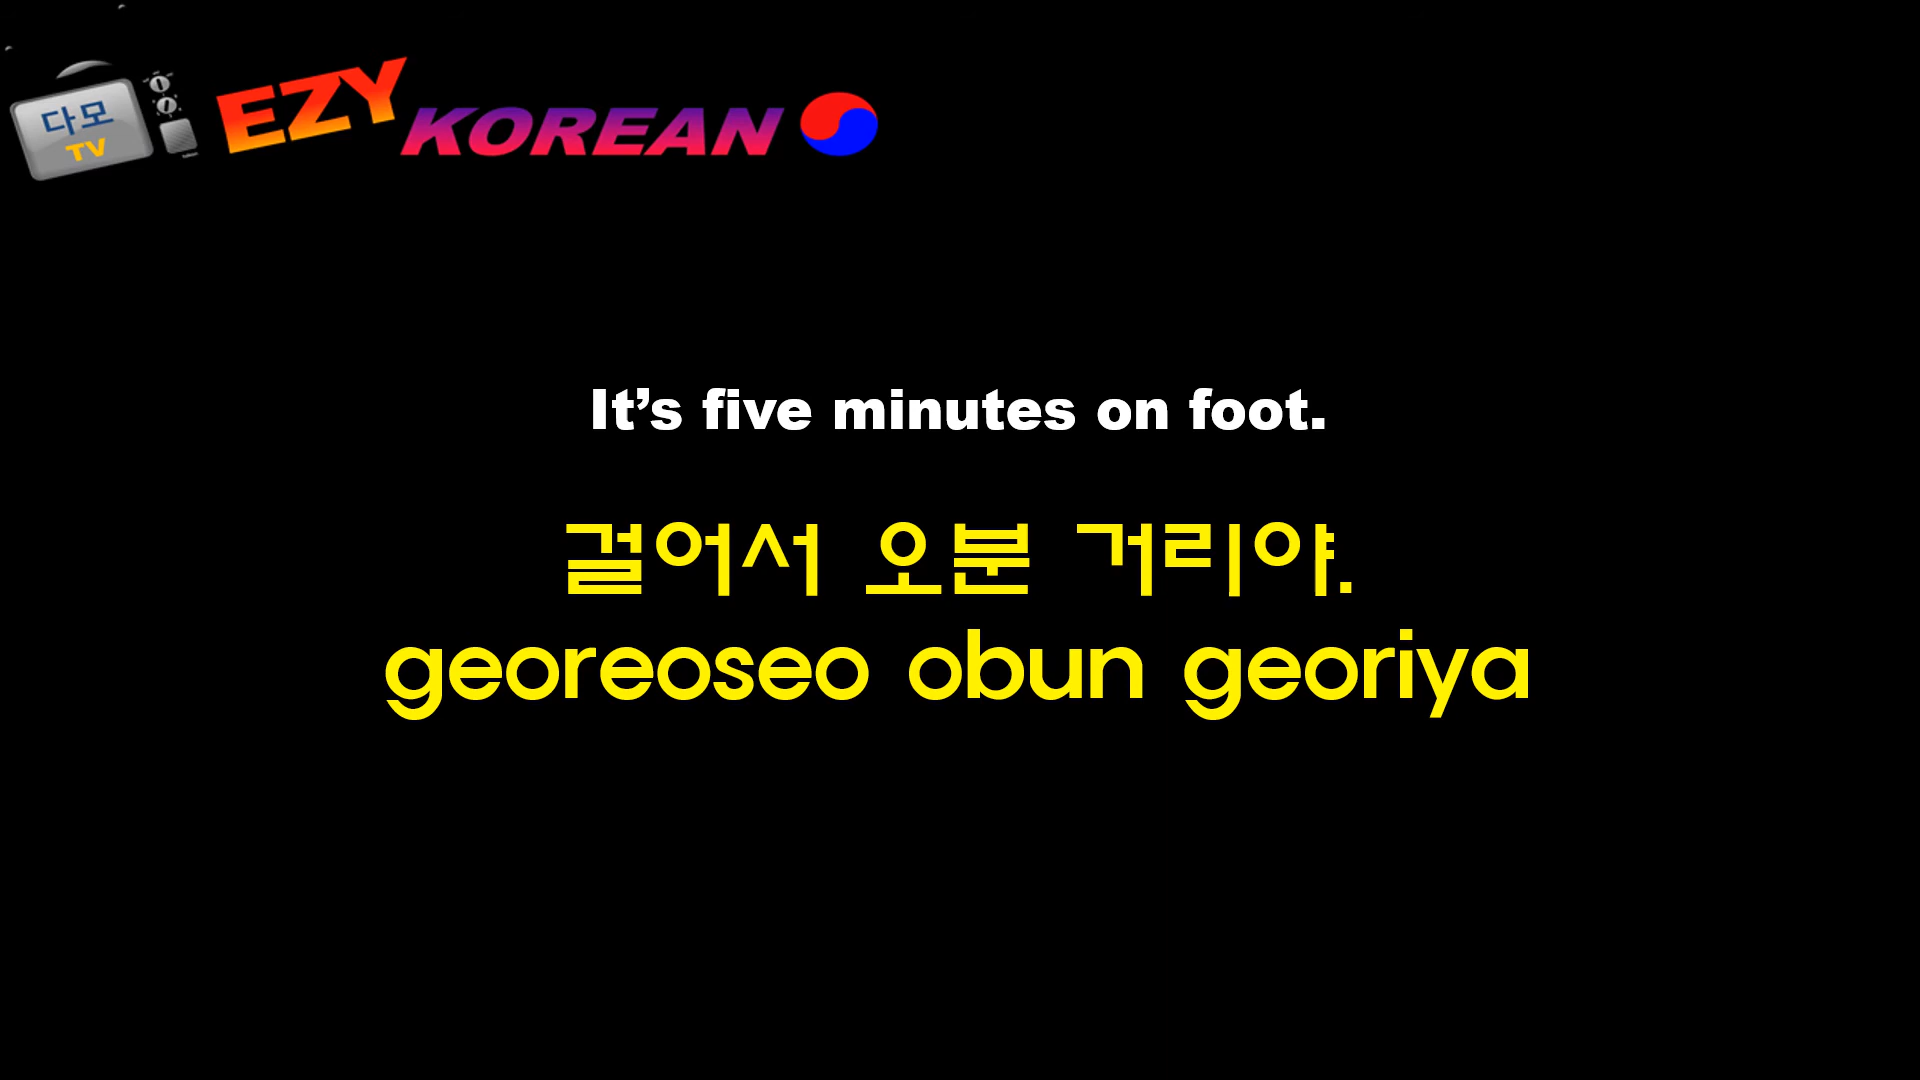 다모
TV
EZY KOREAN
It’s five minutes on foot.
걸어서 오분 거리야.
georeoseo obun georiya